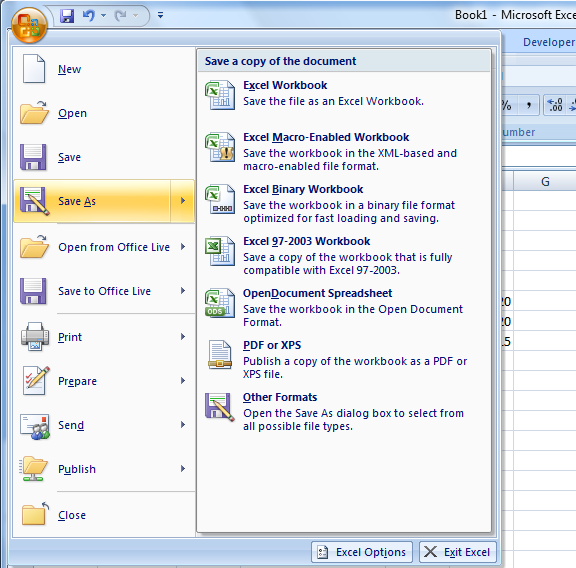 Book1 - Microsoft Exce
Developer
New
Open
Save
Save As
Open from Office Live
Save to Office Live
Print
Prepare
Send
Publish
Close
Save a copy of the document
Excel Workbook
Save the file as an Excel Workbook.
Excel Macro-Enabled Workbook
Save the workbook in the XML-based and
macro-enabled file format.
Excel Binary Workbook
Save the workbook in a binary file format
optimized for fast loading and saving.
Excel 97-2003 Workbook
Save a copy of the workbook that is fully
compatible with Excel 97-2003.
ODS
OpenDocument Spreadsheet
Save the workbook in the Open Document
Format.
PDF or XPS
Publish a copy of the workbook as a PDF or
XPS file.
Other Formats
Open the Save As dialog box to select from
all possible file types.
% , .0 .00
umber
G
20
20
15
Excel Options
Exit Excel